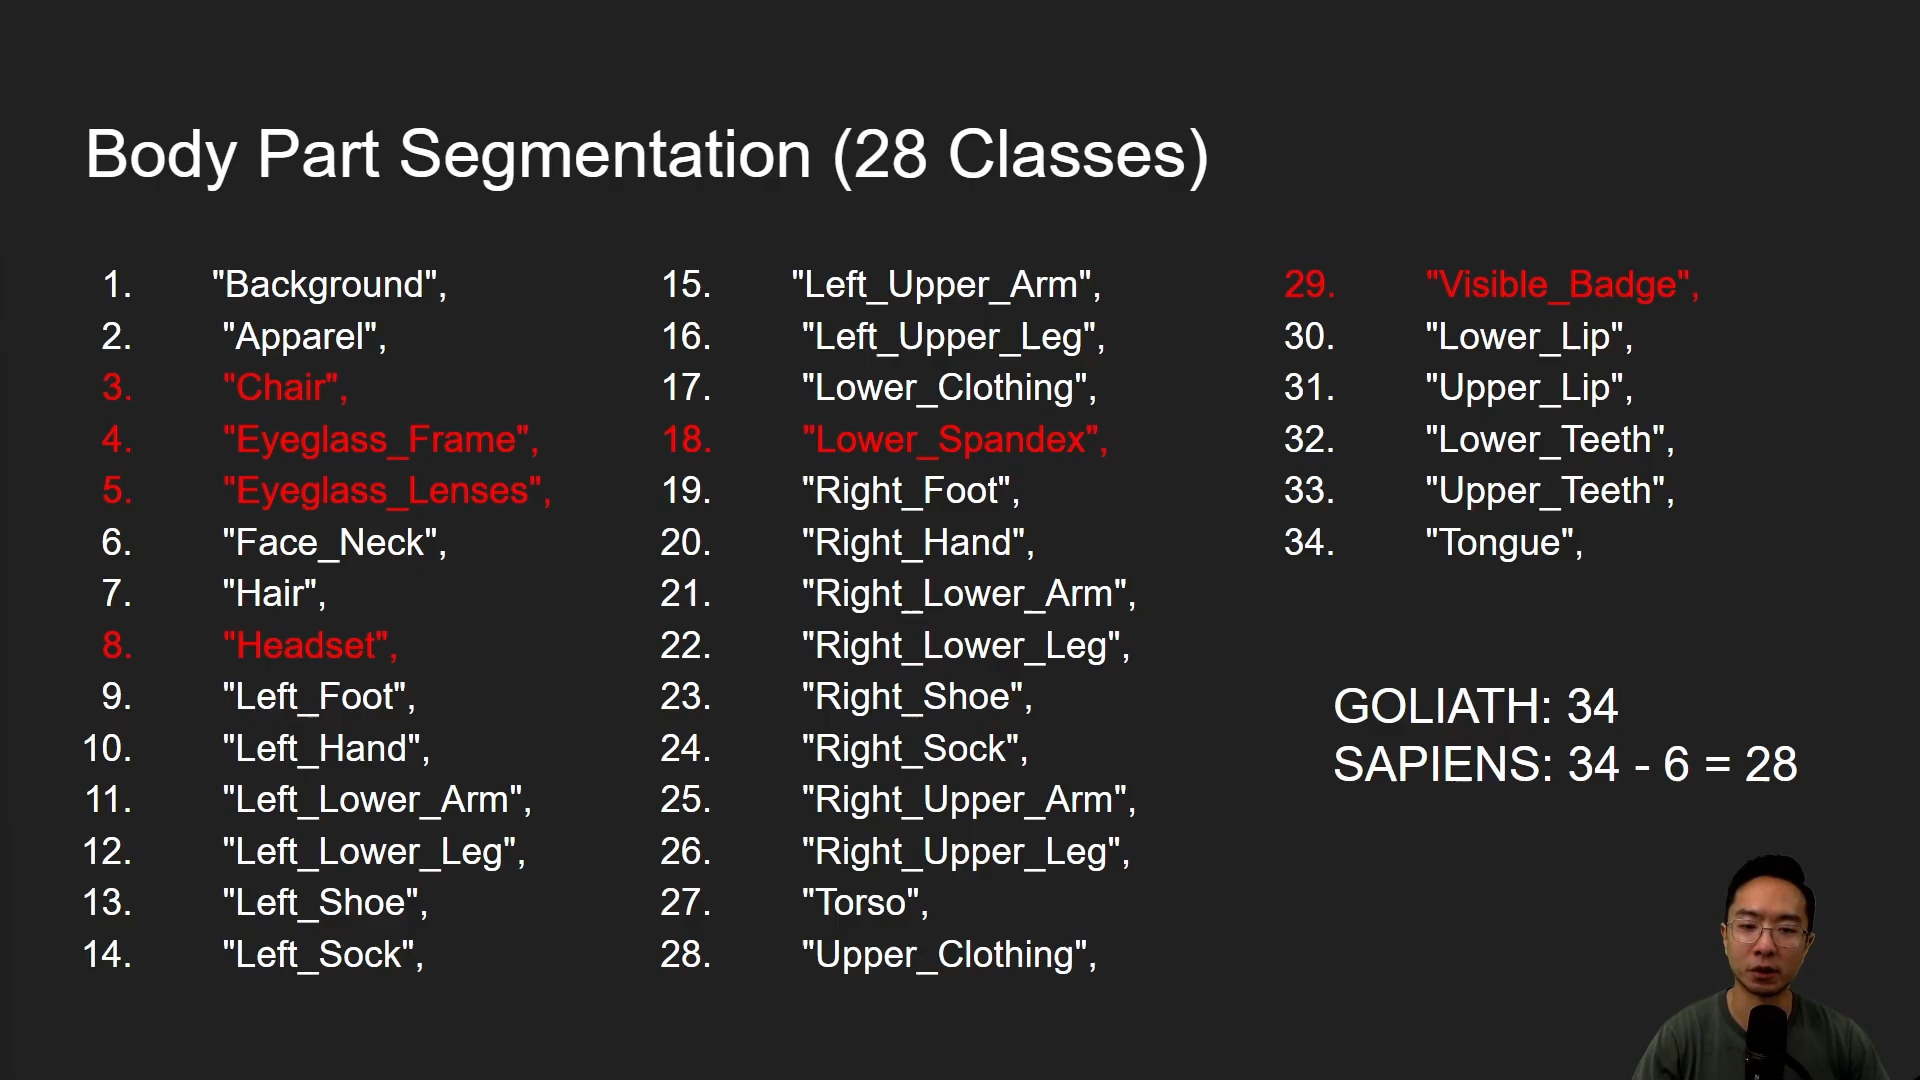 Body Part Segmentation (28 Classes)
1. "Background",
2. "Apparel",
3. "Chair",
4. "Eyeglass_Frame",
5. "Eyeglass_Lenses",
6. "Face_Neck",
7. "Hair",
8. "Headset",
9. "Left_Foot",
10. "Left_Hand",
11. "Left_Lower_Arm",
12. "Left_Lower_Leg",
13. "Left_Shoe",
14. "Left_Sock",
15. "Left_Upper_Arm",
16. "Left_Upper_Leg",
17. "Lower_Clothing",
18. "Lower_Spandex",
19. "Right_Foot",
20. "Right_Hand",
21. "Right_Lower_Arm",
22. "Right_Lower_Leg",
23. "Right_Shoe",
24. "Right_Sock",
25. "Right_Upper_Arm",
26. "Right_Upper_Leg",
27. "Torso",
28. "Upper_Clothing",
29. "Visible_Badge",
30. "Lower_Lip",
31. "Upper_Lip",
32. "Lower_Teeth",
33. "Upper_Teeth",
34. "Tongue",
GOLIATH: 34
SAPIENS: 34 - 6 = 28